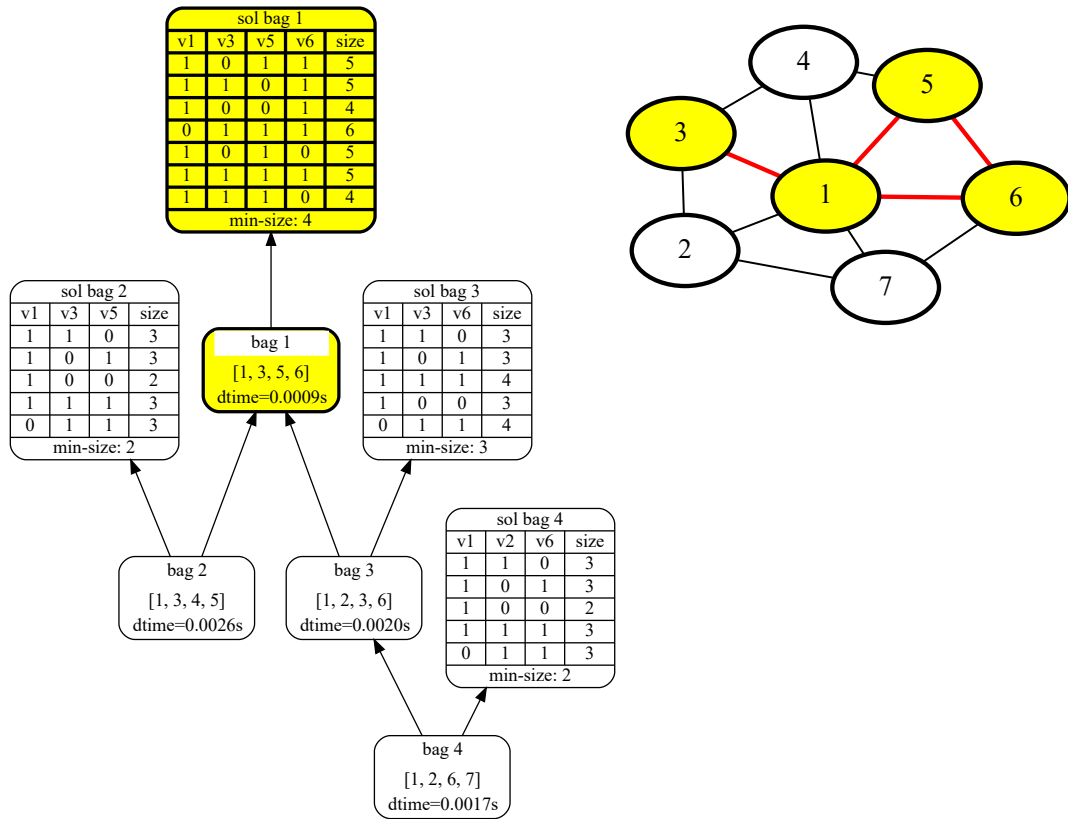 sol bag 1
v1 v3 v5 v6 size
1 0 1 1 5
1 1 0 1 5
1 0 0 1 4
0 1 1 1 6
1 0 1 0 5
1 1 1 1 5
1 1 1 0 4
min-size: 4
4
5
3
1
6
2
7
sol bag 2
v1 v3 v5 size
1 1 0 3
1 0 1 3
1 0 0 2
1 1 1 3
0 1 1 3
min-size: 2
bag 1
[1, 3, 5, 6]
dtime=0.0009s
sol bag 3
v1 v3 v6 size
1 1 0 3
1 0 1 3
1 1 1 4
1 0 0 3
0 1 1 4
min-size: 3
bag 2
[1, 3, 4, 5]
dtime=0.0026s
bag 3
[1, 2, 3, 6]
dtime=0.0020s
sol bag 4
v1 v2 v6 size
1 1 0 3
1 0 1 3
1 0 0 2
1 1 1 3
0 1 1 3
min-size: 2
bag 4
[1, 2, 6, 7]
dtime=0.0017s